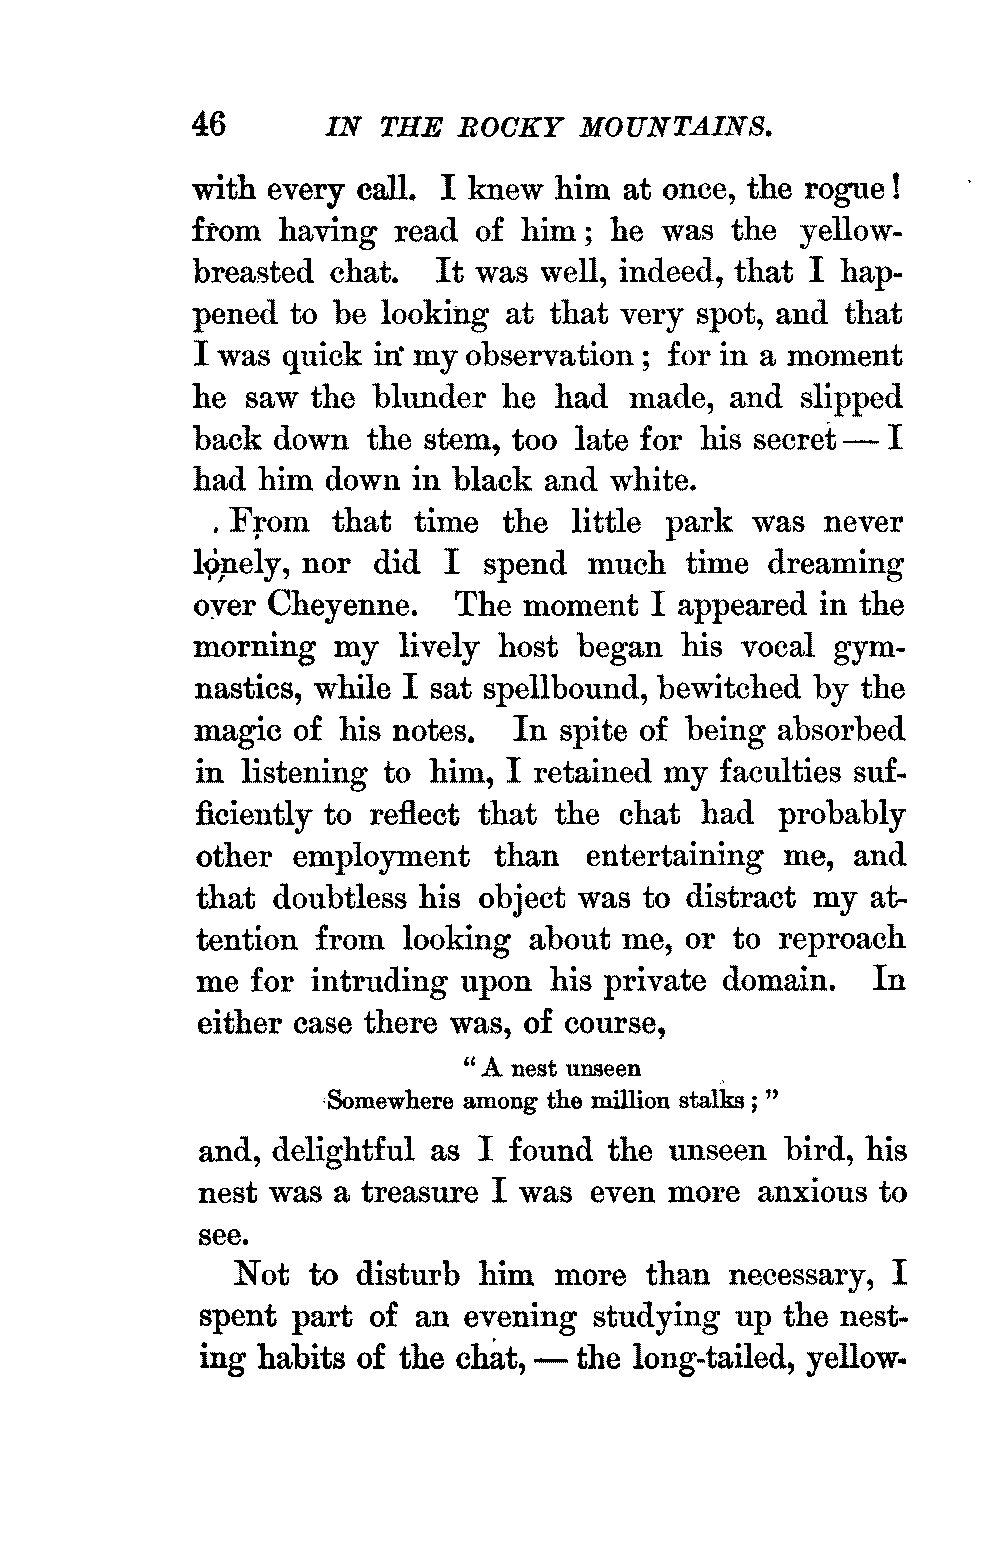 46 IN THE ROCKY MOUNTAINS.
with every call. I knew him at once, the rogue!
from having read of him; he was the yellow-
breasted chat. It was well, indeed, that I hap-
pened to be looking at that very spot, and that
I was quick in my observation; for in a moment
he saw the blunder he had made, and slipped
back down the stem, too late for his secret — I
had him down in black and white.
From that time the little park was never
lonely, nor did I spend much time dreaming
over Cheyenne. The moment I appeared in the
morning my lively host began his vocal gym-
nastics, while I sat spellbound, bewitched by the
magic of his notes. In spite of being absorbed
in listening to him, I retained my faculties suf-
ficiently to reflect that the chat had probably
other employment than entertaining me, and
that doubtless his object was to distract my at-
tention from looking about me, or to reproach
me for intruding upon his private domain. In
either case there was, of course,
"A nest unseen
Somewhere among the million stalks;"
and, delightful as I found the unseen bird, his
nest was a treasure I was even more anxious to
see.
Not to disturb him more than necessary, I
spent part of an evening studying up the nest-
ing habits of the chat, — the long-tailed, yellow-